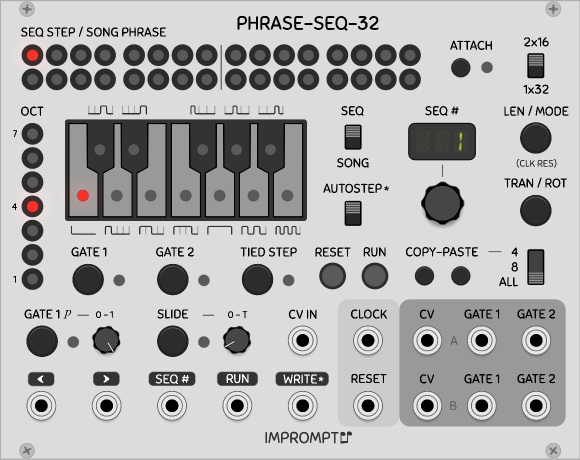 PHRASE-SEQ-32
SEQ STEP / SONG PHRASE
ATTACH
2x16
1x32
OCT
7
4
1
SEQ
SONG
AUTOSTEP*
SEQ #
1
LEN / MODE
(CLK RES)
TRAN / ROT
GATE 1
GATE 2
TIED STEP
RESET
RUN
COPY-PASTE
4
8
ALL
GATE 1 p — 0-1
SLIDE — 0-T
CV IN
CLOCK
CV
GATE 1
GATE 2
A
<
>
SEQ #
RUN
WRITE*
RESET
CV
GATE 1
GATE 2
B
IMPROMPTU